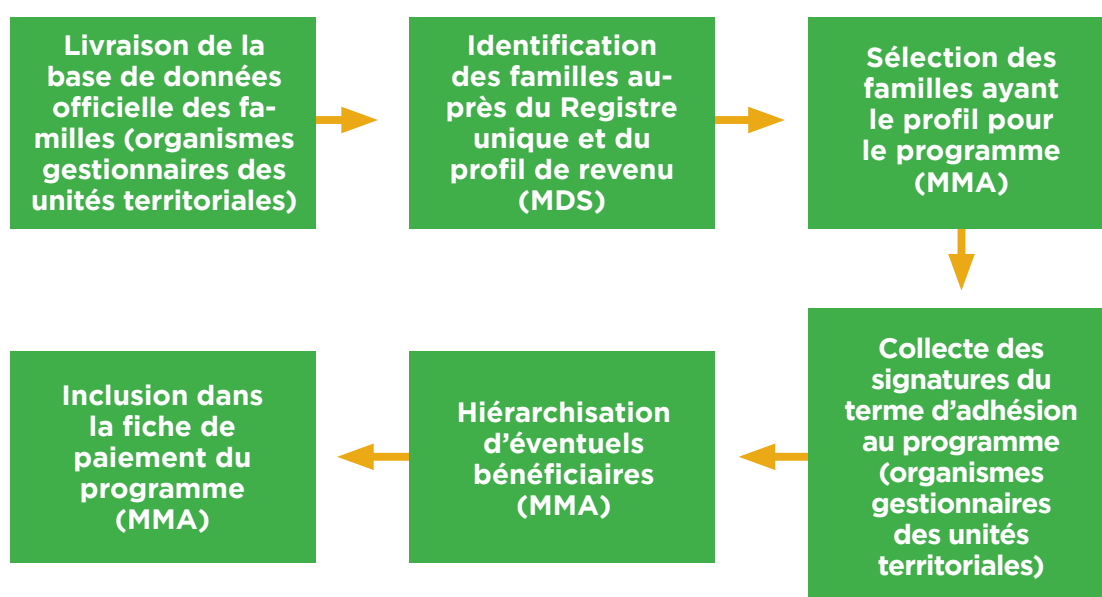 Livraison de la
base de données
officielle des fa-
milles (organismes
gestionnaires des
unités territoriales)
Identification
des familles au-
près du Registre
unique et du
profil de revenu
(MDS)
Sélection des
familles ayant
le profil pour
le programme
(MMA)
Collecte des
signatures du
terme d’adhésion
au programme
(organismes
gestionnaires
des unités
territoriales)
Hiérarchisation
d’éventuels
bénéficiaires
(MMA)
Inclusion dans
la fiche de
paiement du
programme
(MMA)